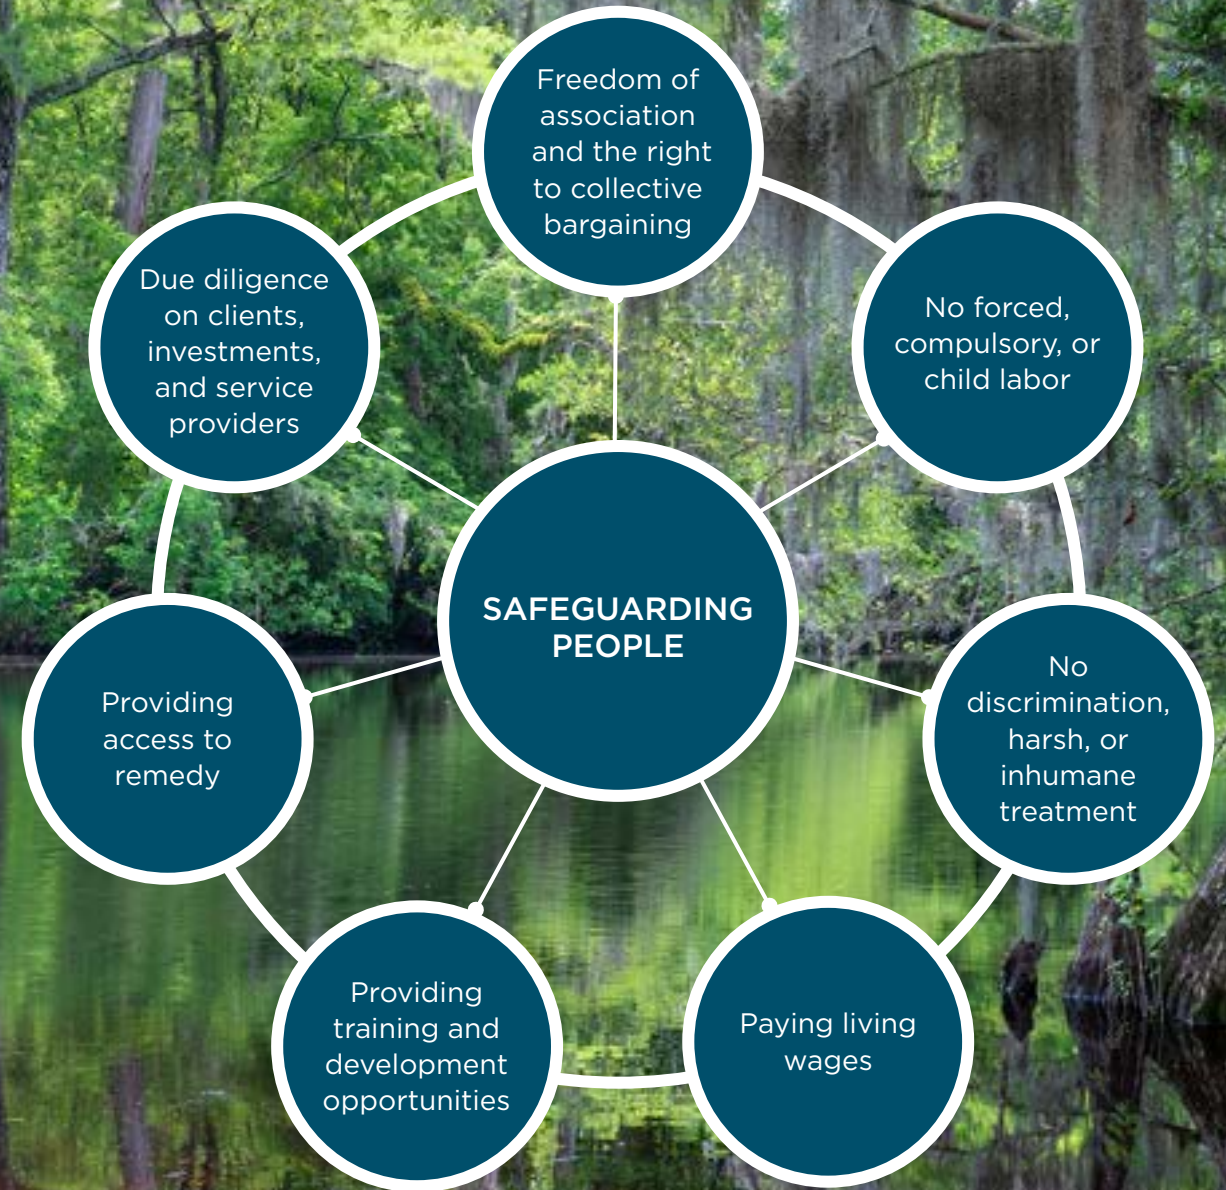 Freedom of
association
and the right
to collective
bargaining
No forced,
compulsory, or
child labor
No
discrimination,
harsh, or
inhumane
treatment
Paying living
wages
Providing
training and
development
opportunities
Providing
access to
remedy
Due diligence
on clients,
investments,
and service
providers
SAFEGUARDING
PEOPLE